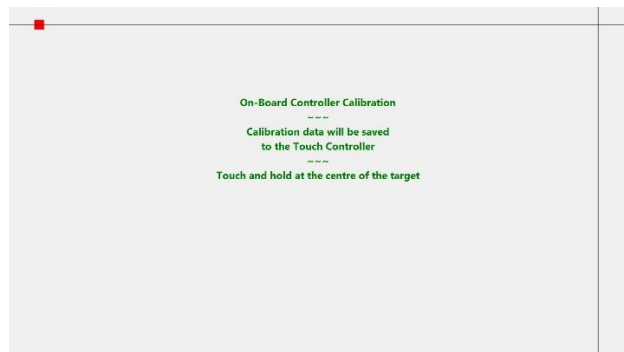 On-Board Controller Calibration
~~~
Calibration data will be saved
to the Touch Controller
~~~
Touch and hold at the centre of the target